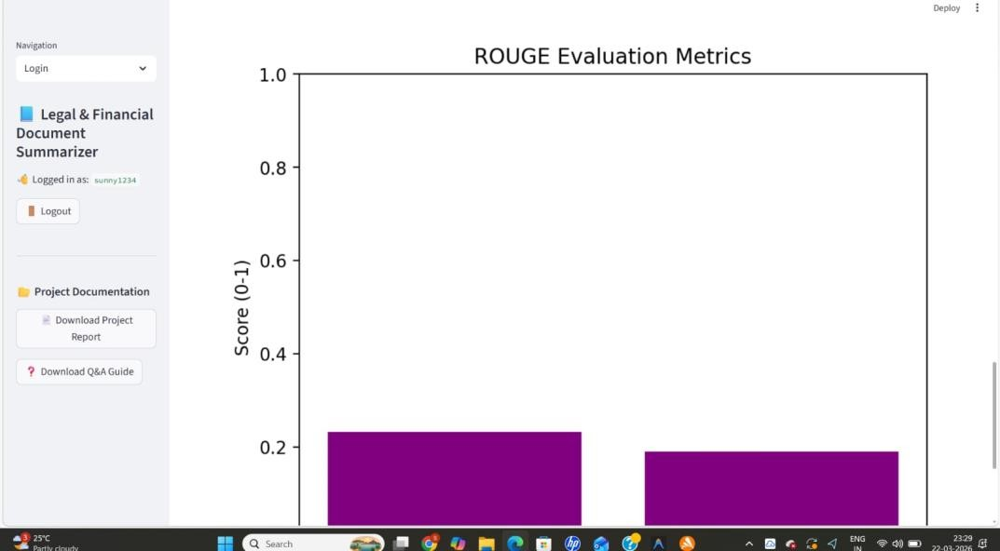 Deploy
Navigation
Login
Legal & Financial
Document
Summarizer
Logged in as: sunny1234
Logout
Project Documentation
Download Project
Report
Download Q&A Guide
ROUGE Evaluation Metrics
1.0
0.8
0.6
0.4
0.2
Score (0-1)
3
25°C
Partly cloudy
Search
ENG
IN
23:29
22-03-2026